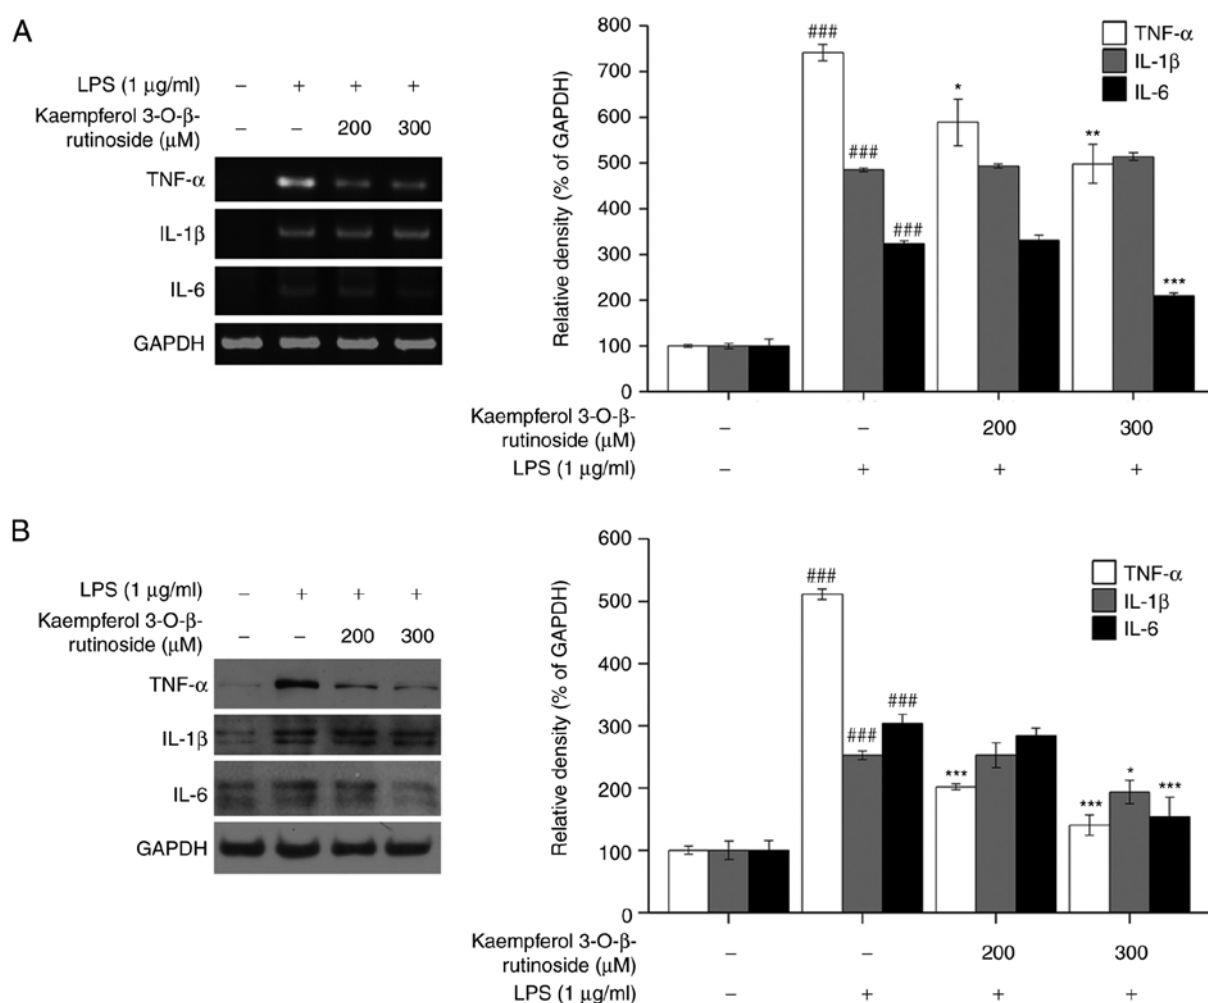 A
LPS (1 μg/ml) – + + +
Kaempferol 3-O-β-
rutinoside (μM) – – 200 300
TNF-α
IL-1β
IL-6
GAPDH
Relative density (% of GAPDH)
800
700
600
500
400
300
200
100
0
### ### ###
*
** ***
TNF-α
IL-1β
IL-6
Kaempferol 3-O-β-
rutinoside (μM) – – 200 300
LPS (1 μg/ml) – + + +
B
LPS (1 μg/ml) – + + +
Kaempferol 3-O-β-
rutinoside (μM) – – 200 300
TNF-α
IL-1β
IL-6
GAPDH
Relative density (% of GAPDH)
600
500
400
300
200
100
0
### ### ###
***
*** * ***
TNF-α
IL-1β
IL-6
Kaempferol 3-O-β-
rutinoside (μM) – – 200 300
LPS (1 μg/ml) – + + +